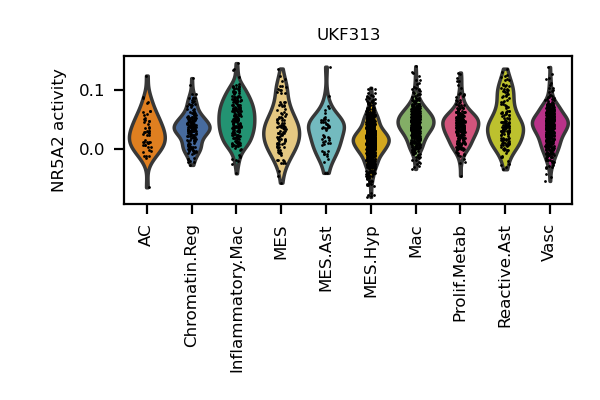 UKF313
NR5A2 activity
0.1
0.0
AC
Chromatin.Reg
Inflammatory.Mac
MES
MES.Ast
MES.Hyp
Mac
Prolif.Metab
Reactive.Ast
Vasc